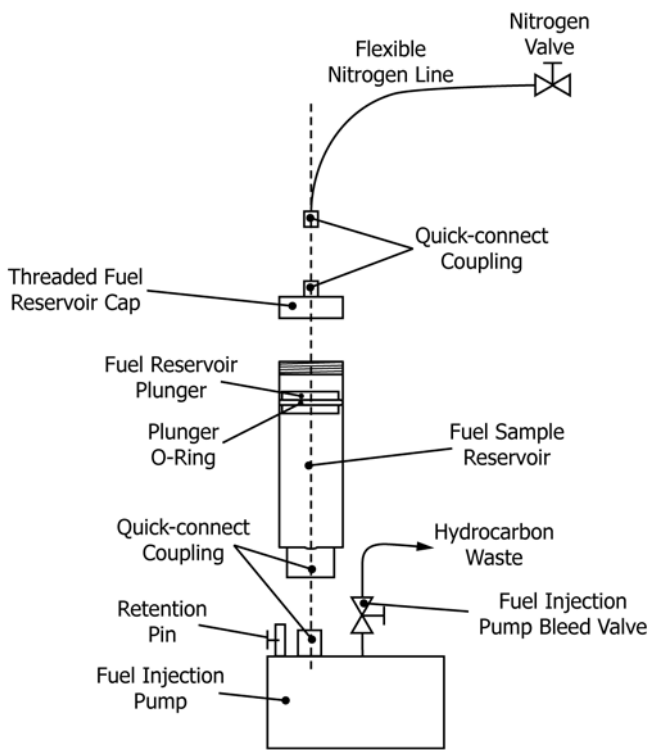 Nitrogen
Valve
Flexible
Nitrogen Line
Quick-connect
Coupling
Threaded Fuel
Reservoir Cap
Fuel Reservoir
Plunger
Plunger
O-Ring
Fuel Sample
Reservoir
Quick-connect
Coupling
Hydrocarbon
Waste
Retention
Pin
Fuel Injection
Pump Bleed Valve
Fuel Injection
Pump